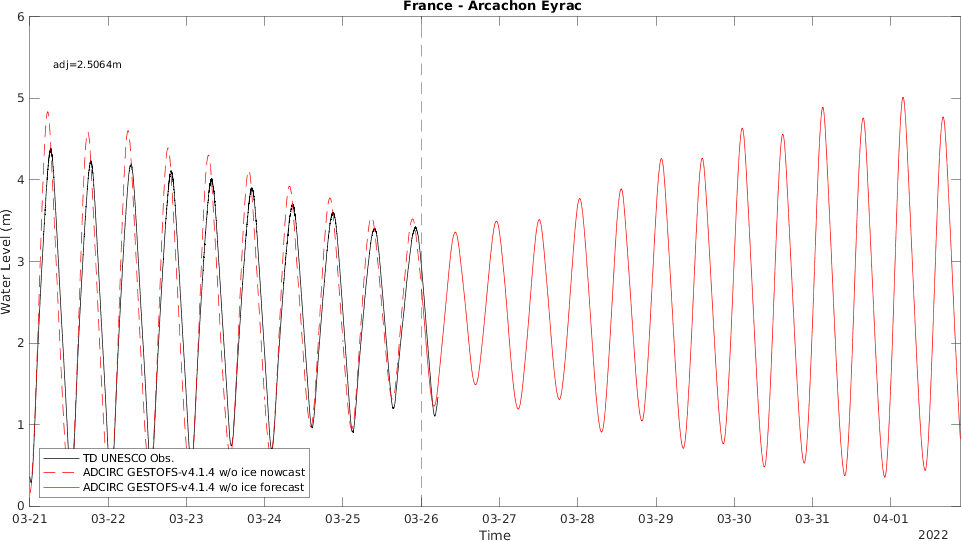 France - Arcachon Eyrac
adj=2.5064m
6
5
4
3
2
1
0
Water Level (m)
TD UNESCO Obs.
ADCIRC GESTOFS-v4.1.4 w/o ice nowcast
ADCIRC GESTOFS-v4.1.4 w/o ice forecast
03-21 03-22 03-23 03-24 03-25 03-26 03-27 03-28 03-29 03-30 03-31 04-01
Time
2022